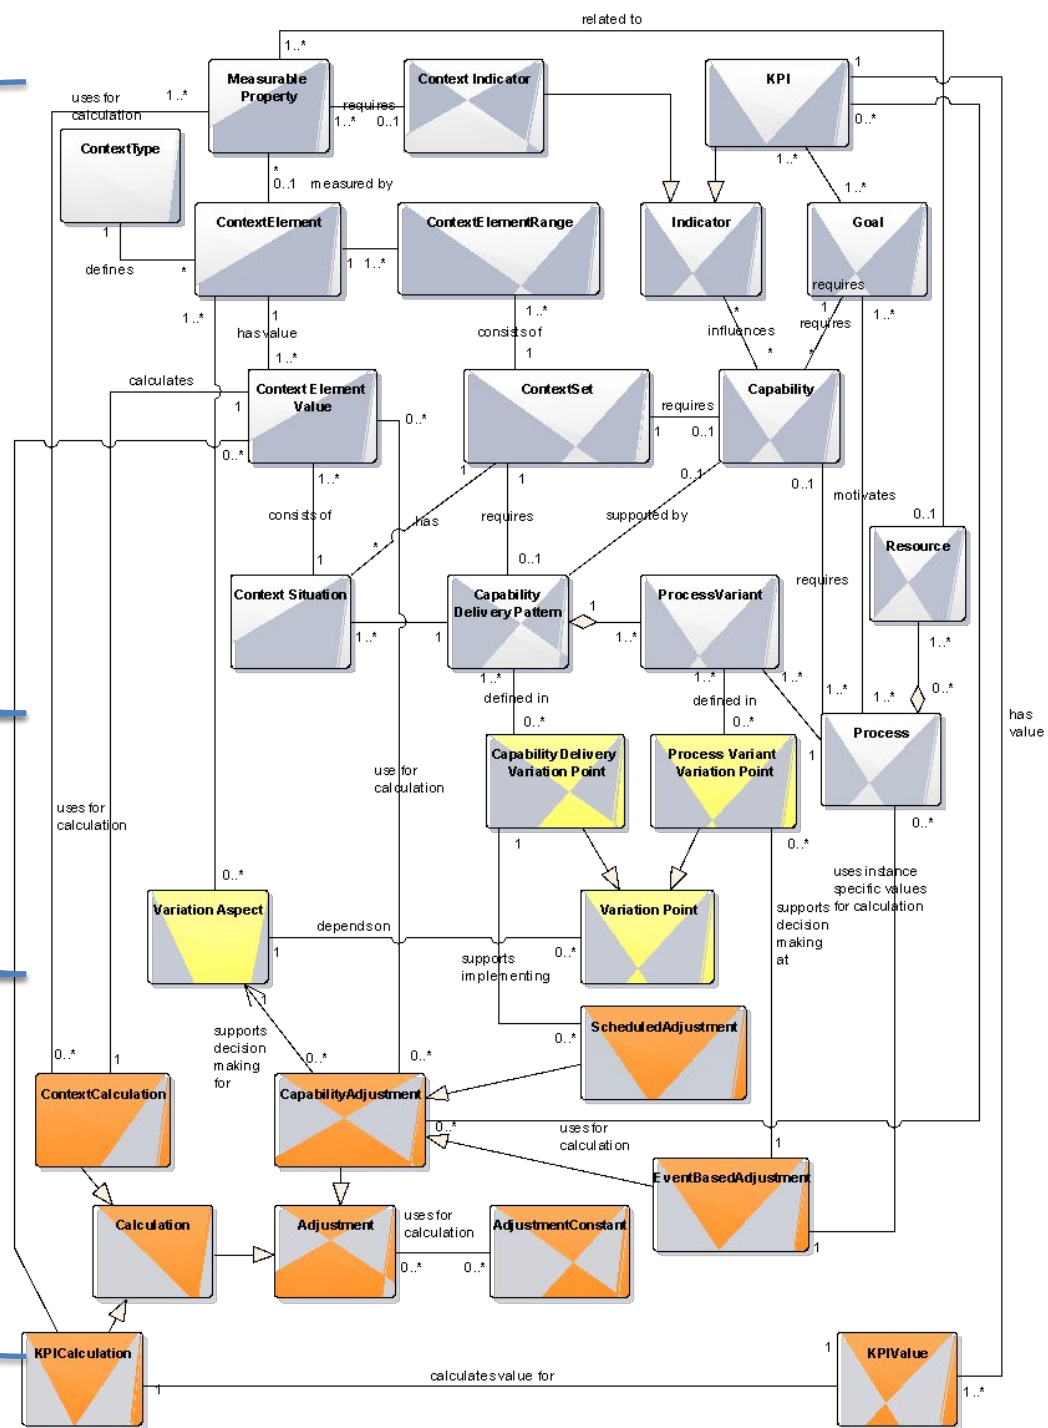 related to
1..*
Measurable
Property
Context Indicator
KPI
1
uses for
calculation
1..*
requires
1..*
0..1
0..*
ContextType
*
0..1
measured by
1..*
1..*
ContextElement
ContextElementRange
Indicator
Goal
1
defines
*
1
1..*
requires
1..*
1
hasvalue
1..*
consists of
*
influences
1
requires
1..*
1..*
1
*
*
calculates
Context Element
Value
ContextSet
Capability
1
0..*
requires
1
0..1
0..*
1..*
1
1
0..1
0..1
motivates
consists of
has
requires
supported by
0..1
*
Resource
1
0..1
requires
Context Situation
Capability
Delivery Pattern
1
ProcessVariant
1..*
1
1..*
1..*
1..*
defined in
1..*
1..*
defined in
1..*
1..*
0..*
has
value
0..*
0..*
Process
1
Capability Delivery
Variation Point
Process Variant
Variation Point
use for
calculation
uses for
calculation
1
0..*
0..*
0..*
uses instance
specific values
for calculation
Variation Aspect
Variation Point
supports
decision
making
at
depends on
1
0..*
supports
implementing
1
ScheduledAdjustment
supports
decision
making
for
0..*
0..*
1
0..*
0..*
ContextCalculation
CapabilityAdjustment
0..*
uses for
calculation
1
EventBasedAdjustment
Calculation
Adjustment
uses for
calculation
AdjustmentConstant
1
0..*
0..*
KPICalculation
1
KPIValue
calculates value for
1
1..*